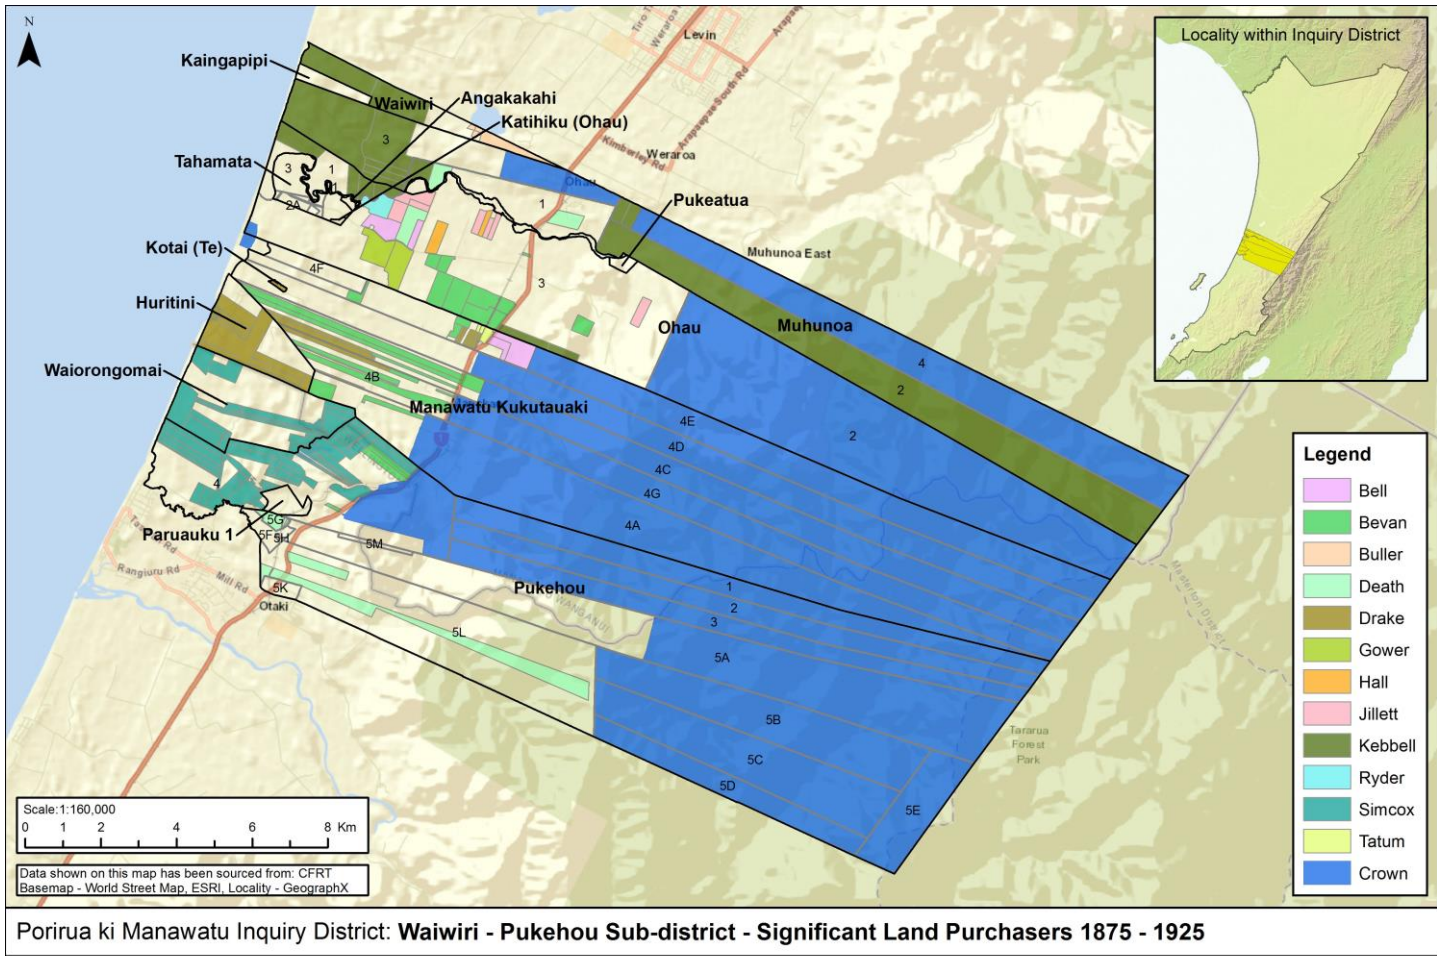 N
Kaingapipi
Waiwiri
Angakakahi
Katihiku (Ohau)
Tahamata
Kotai (Te)
Huritini
Waiorongomai
Paruauku 1
Pukeatua
Ohau
Muhunoa
Manawatu Kukutauaki
Pukehou
Levin
Weraroa
Kimberley Rd
Arapaepae South Rd
Ohau
Muhunoa East
Rangiuru Rd
Mill Rd
Otaki
Masterton District
Tararua
Forest
Park
3
3
1
2A
1
3
4F
4B
4
2
2
4E
4D
4C
4G
4A
1
2
3
5A
5B
5C
5D
5E
4
5G
5F
5H
5M
5K
5L
Locality within Inquiry District
Legend
Bell
Bevan
Buller
Death
Drake
Gower
Hall
Jillett
Kebbell
Ryder
Simcox
Tatum
Crown
Scale:1:160,000
0 1 2 4 6 8 Km
Data shown on this map has been sourced from: CFRT
Basemap - World Street Map, ESRI, Locality - GeographX
Porirua ki Manawatu Inquiry District: Waiwiri - Pukehou Sub-district - Significant Land Purchasers 1875 - 1925